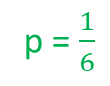 p = 1/6